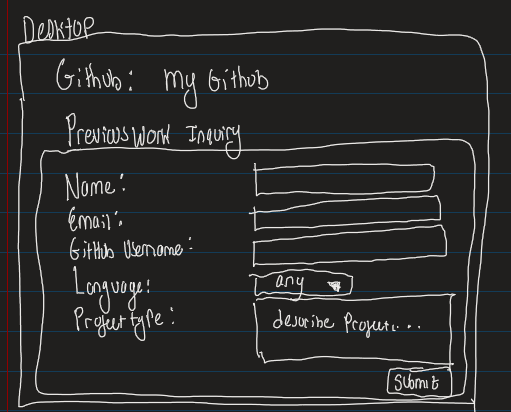 Desktop
Github: My Github
Previous Work Inquiry
Name:
Email:
GitHub Username:
Language: any
Project type: describe Project...
Submit